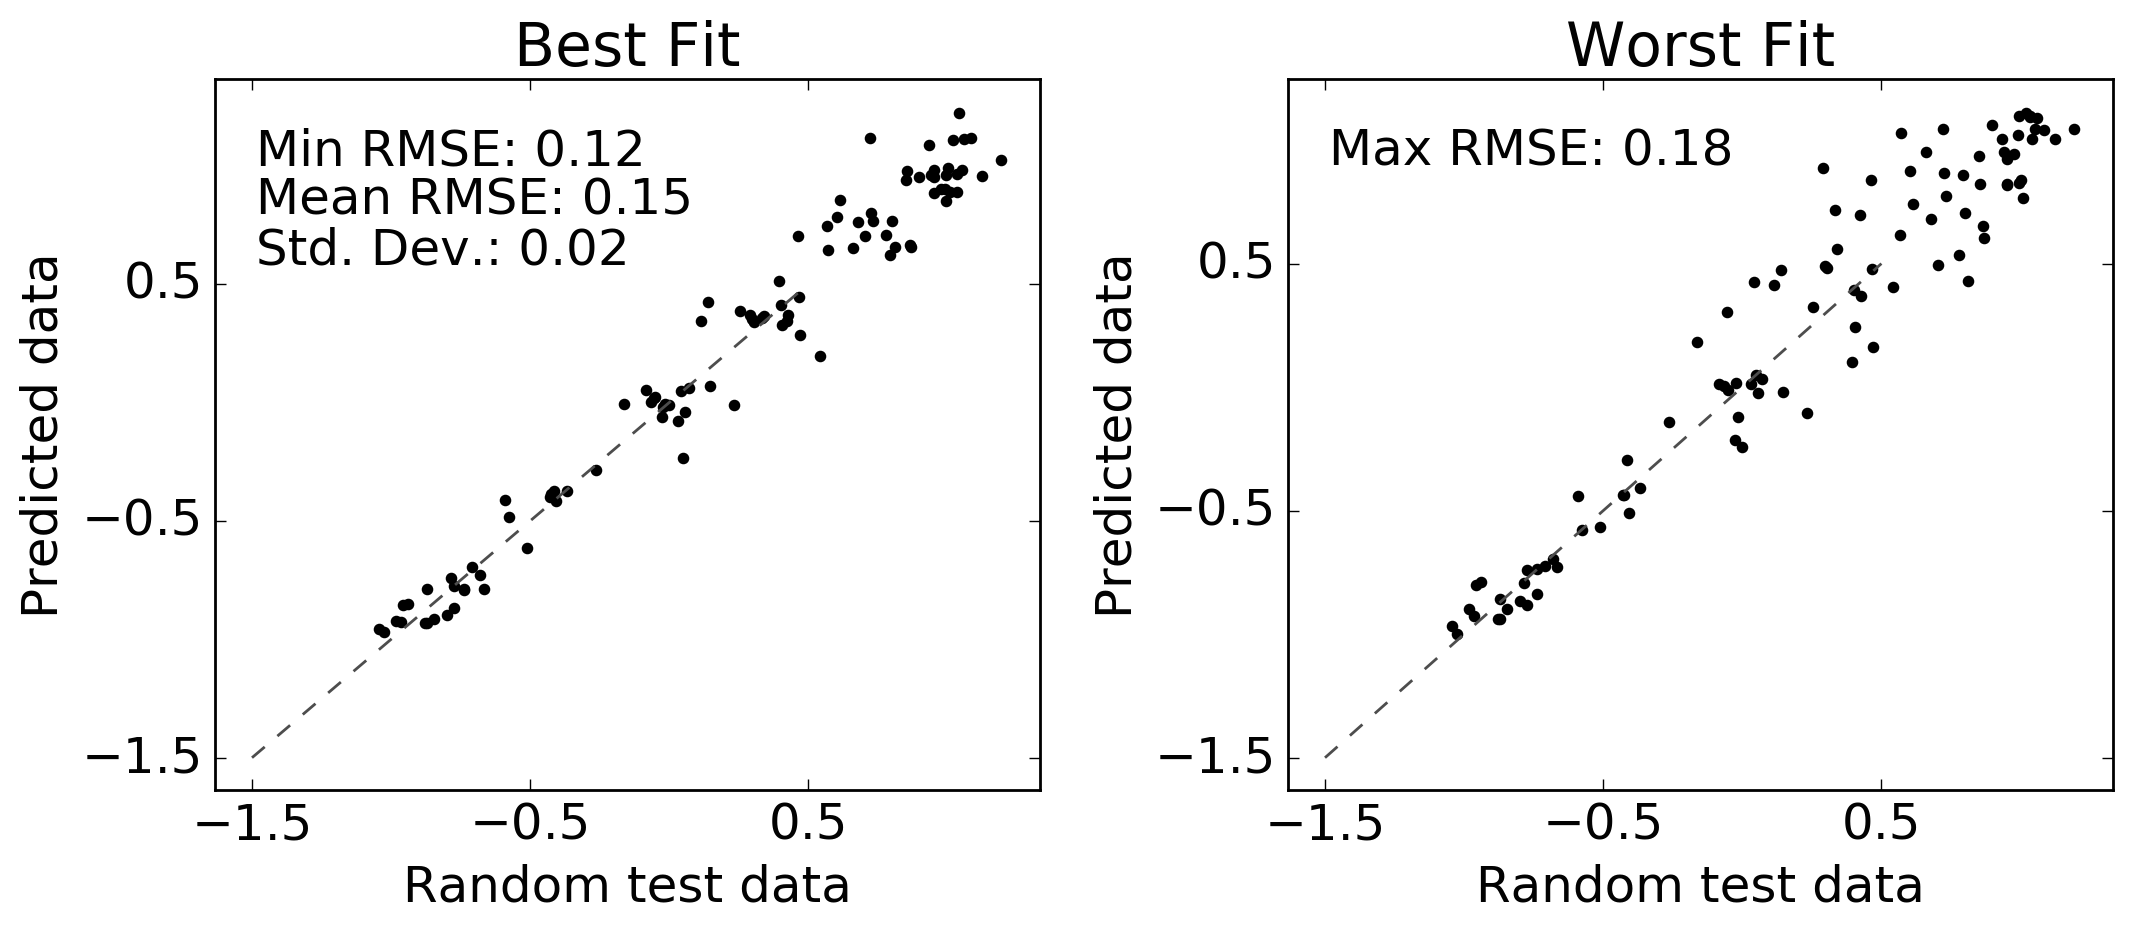 Best Fit
Min RMSE: 0.12
Mean RMSE: 0.15
Std. Dev.: 0.02
Predicted data
0.5
−0.5
−1.5
−1.5 −0.5 0.5
Random test data
Worst Fit
Max RMSE: 0.18
Predicted data
0.5
−0.5
−1.5
−1.5 −0.5 0.5
Random test data